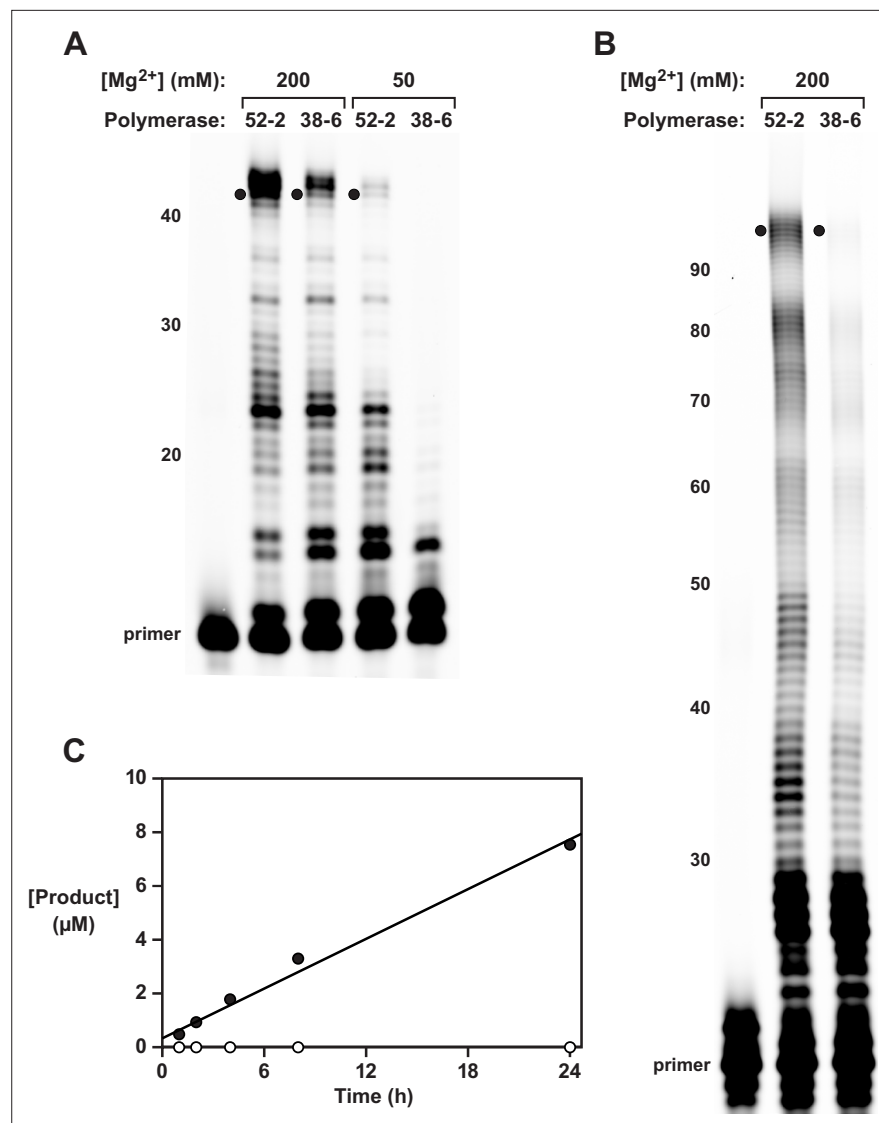 A
[Mg²⁺] (mM): 200 50
Polymerase: 52-2 38-6 52-2 38-6
40
30
20
primer
B
[Mg²⁺] (mM): 200
Polymerase: 52-2 38-6
90
80
70
60
50
40
30
primer
C
10
8
6
4
2
0
[Product]
(µM)
0 6 12 18 24
Time (h)